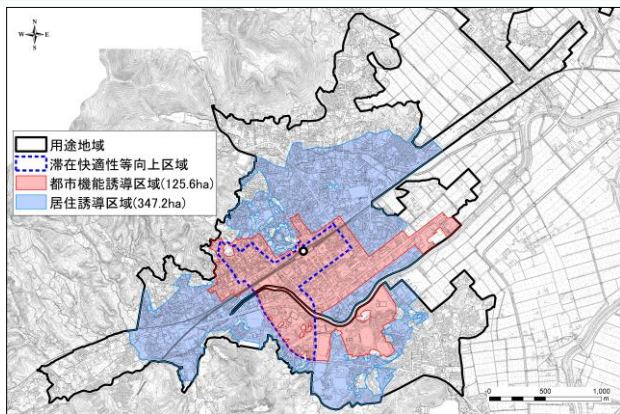 N
W S E
用途地域
滞在快適性等向上区域
都市機能誘導区域(125.6ha)
居住誘導区域(347.2ha)
0 500 1,000
m